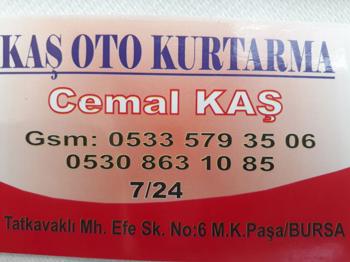 KAŞ OTO KURTARMA
Cemal KAŞ
Gsm: 0533 579 35 06
0530 863 10 85
7/24
Tatkavaklı Mh. Efe Sk. No:6 M.K.Paşa/BURSA